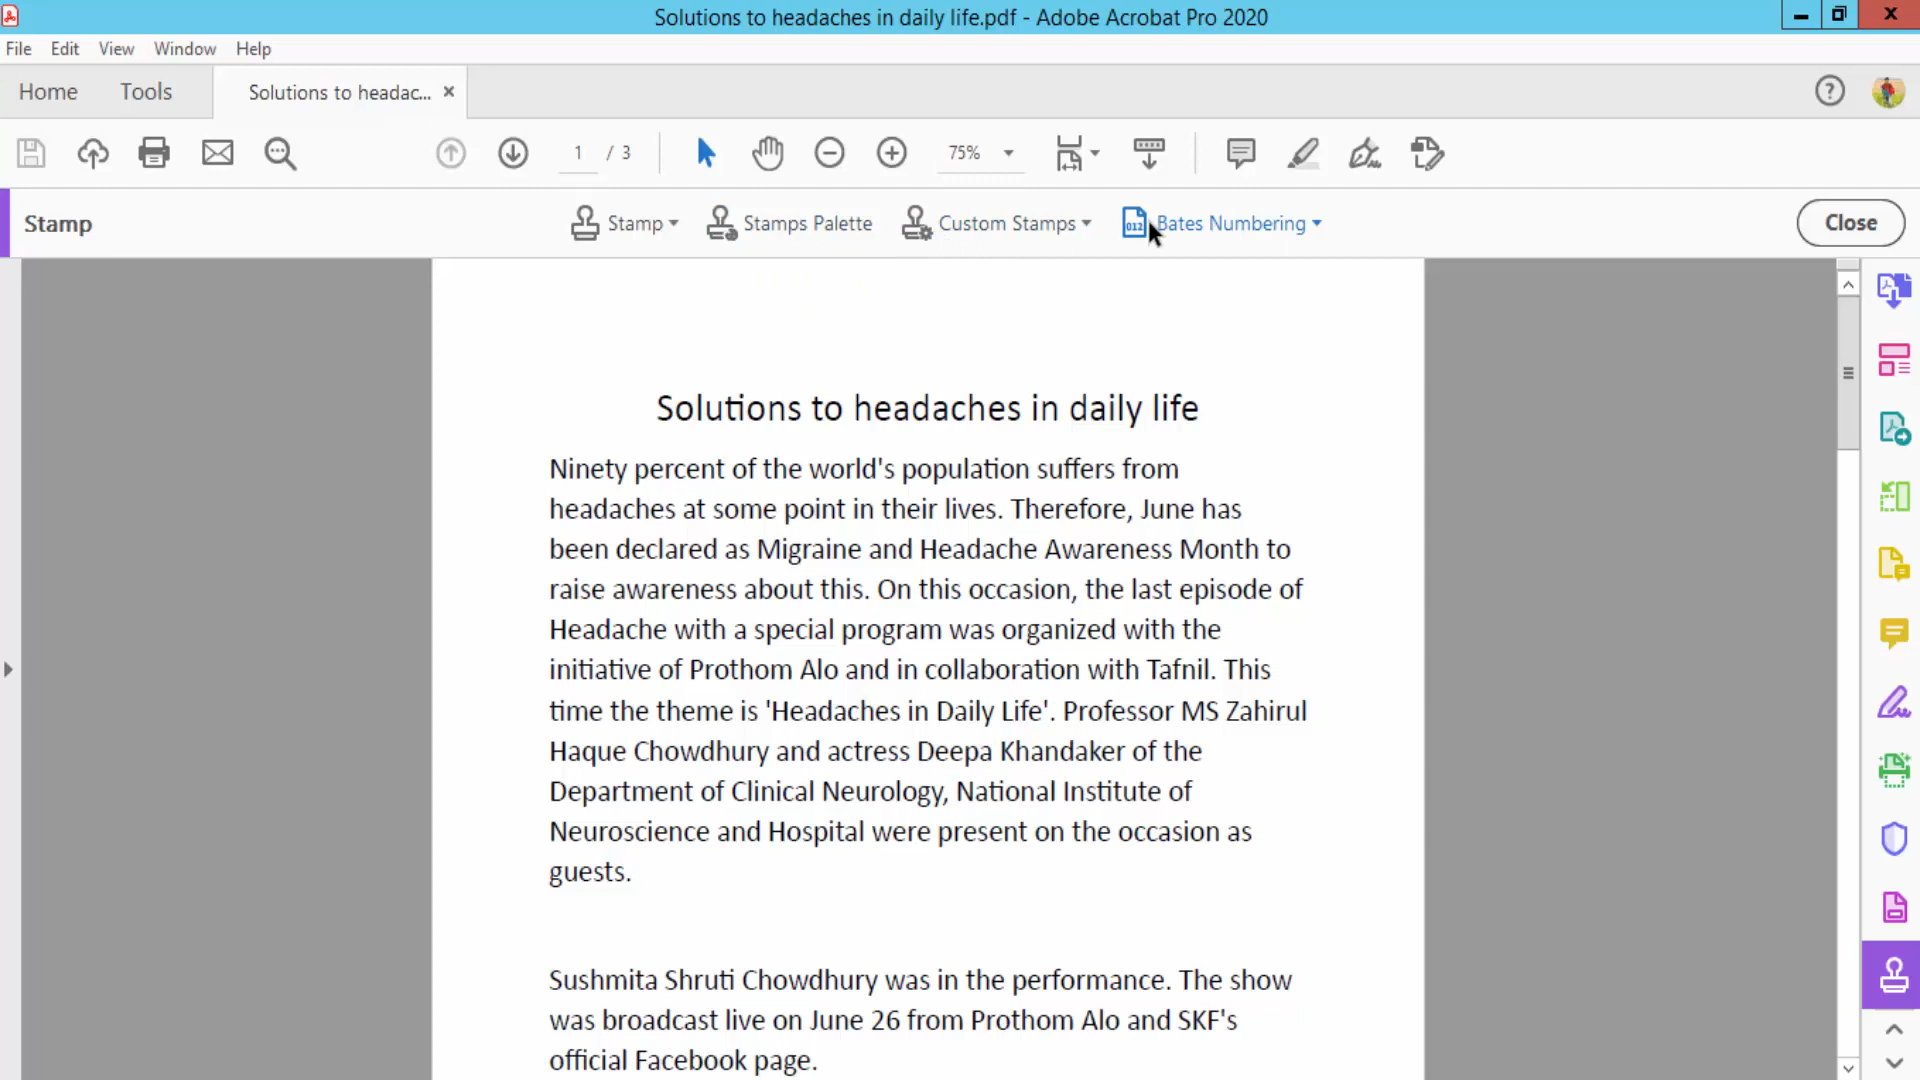 Solutions to headaches in daily life.pdf - Adobe Acrobat Pro 2020
File Edit View Window Help
Home Tools Solutions to headac... ×
1 / 3 75%
Stamp Stamp Stamps Palette Custom Stamps 012 Bates Numbering Close
Solutions to headaches in daily life
Ninety percent of the world's population suffers from
headaches at some point in their lives. Therefore, June has
been declared as Migraine and Headache Awareness Month to
raise awareness about this. On this occasion, the last episode of
Headache with a special program was organized with the
initiative of Prothom Alo and in collaboration with Tafnil. This
time the theme is 'Headaches in Daily Life'. Professor MS Zahirul
Haque Chowdhury and actress Deepa Khandaker of the
Department of Clinical Neurology, National Institute of
Neuroscience and Hospital were present on the occasion as
guests.
Sushmita Shruti Chowdhury was in the performance. The show
was broadcast live on June 26 from Prothom Alo and SKF's
official Facebook page.